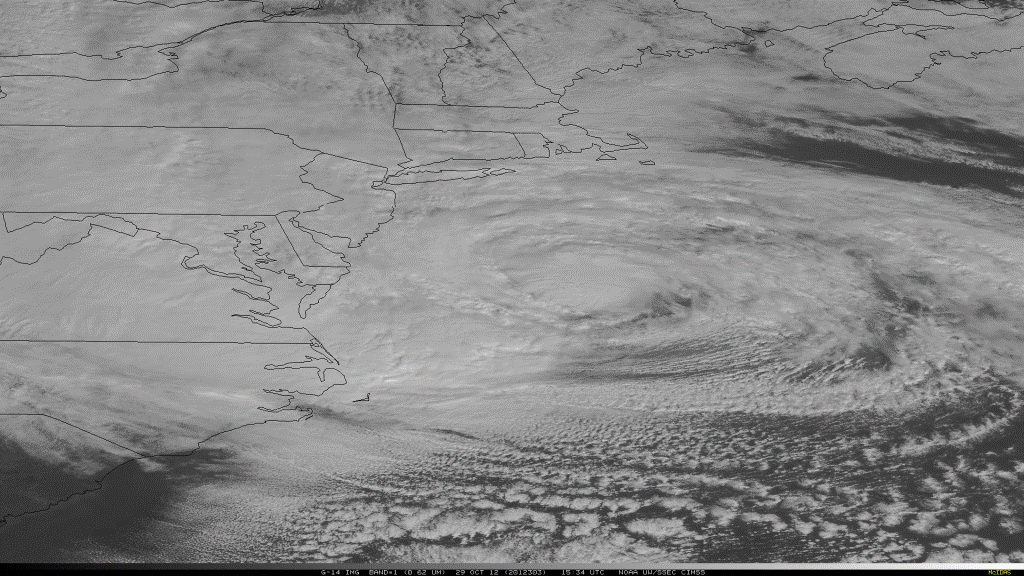 G-14 IMG BAND=1 (0.62 UM) 29 OCT 12 (2012303) 15:34 UTC NOAA UW/SSEC CIMSS McIDAS